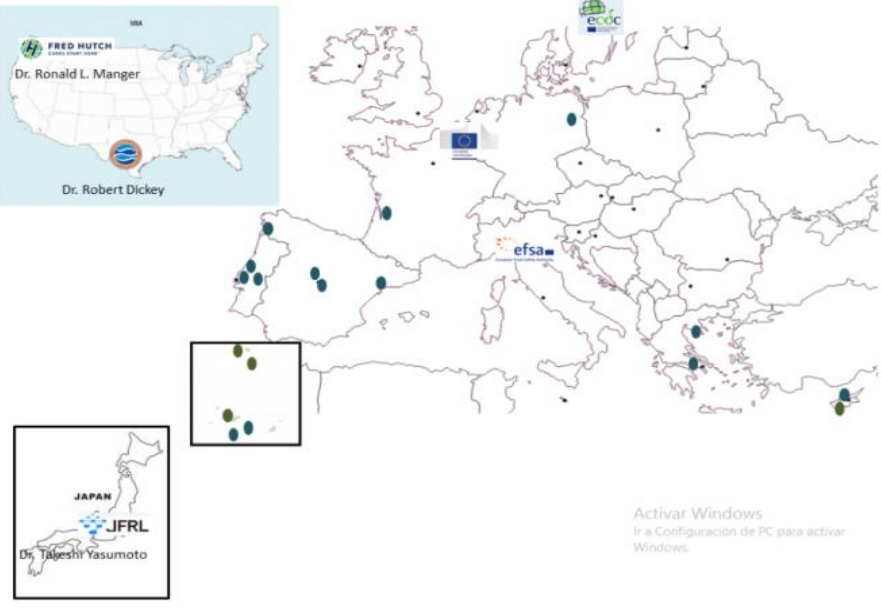 USA
FRED HUTCH
CURES START HERE
Dr. Ronald L. Manger
Dr. Robert Dickey
ecdc
efsa
European Food Safety Authority
JAPAN
JFRL
Dr. Takeshi Yasumoto
Activar Windows
Ir a Configuración de PC para activar
Windows.